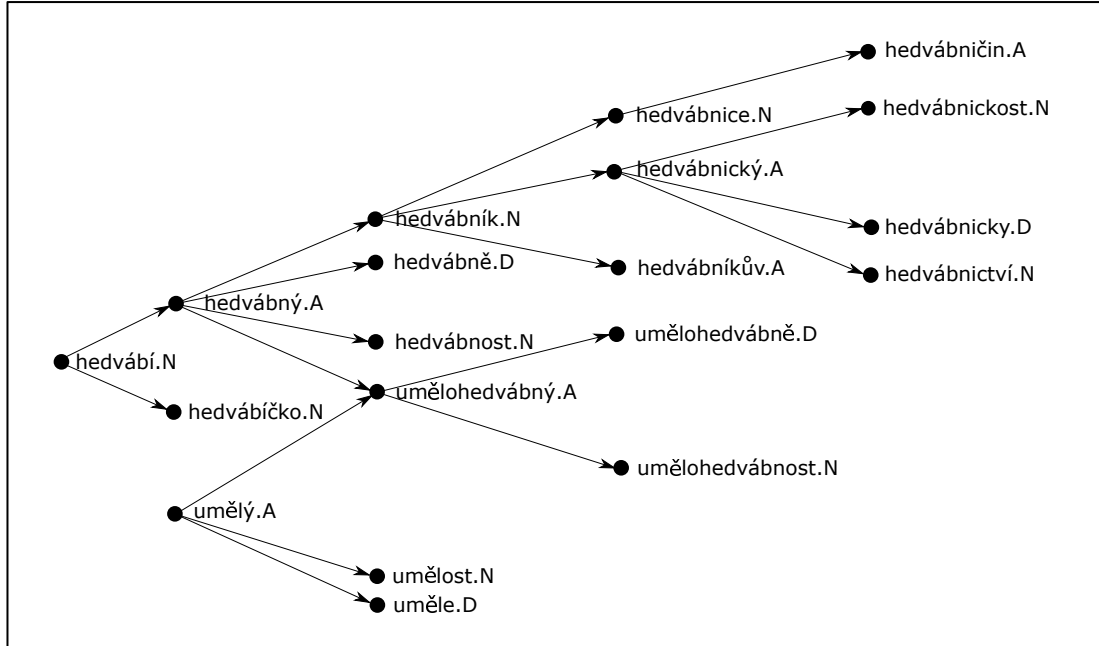 hedvábničin.A
hedvábnickost.N
hedvábnice.N
hedvábnický.A
hedvábník.N
hedvábnicky.D
hedvábně.D
hedvábníkův.A
hedvábnictví.N
hedvábný.A
umělohedvábně.D
hedvábnost.N
hedvábí.N
umělohedvábný.A
hedvábíčko.N
umělohedvábnost.N
umělý.A
umělost.N
uměle.D